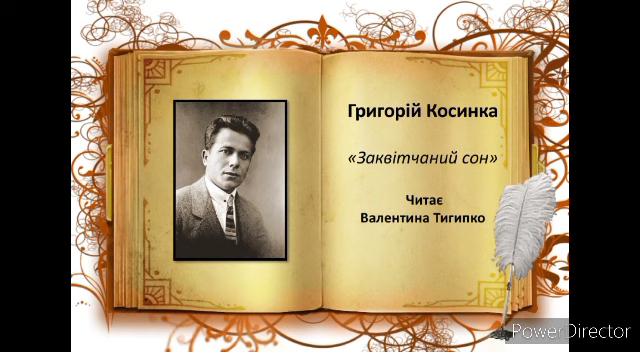 Григорій Косинка
«Заквітчаний сон»
Читає
Валентина Тигипко
PowerDirector